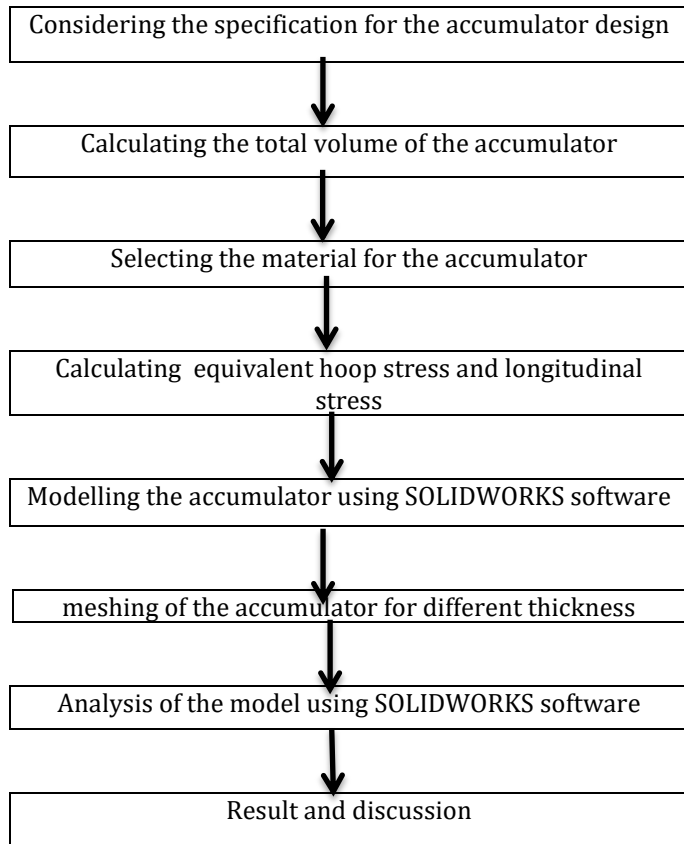 Considering the specification for the accumulator design
Calculating the total volume of the accumulator
Selecting the material for the accumulator
Calculating equivalent hoop stress and longitudinal
stress
Modelling the accumulator using SOLIDWORKS software
meshing of the accumulator for different thickness
Analysis of the model using SOLIDWORKS software
Result and discussion